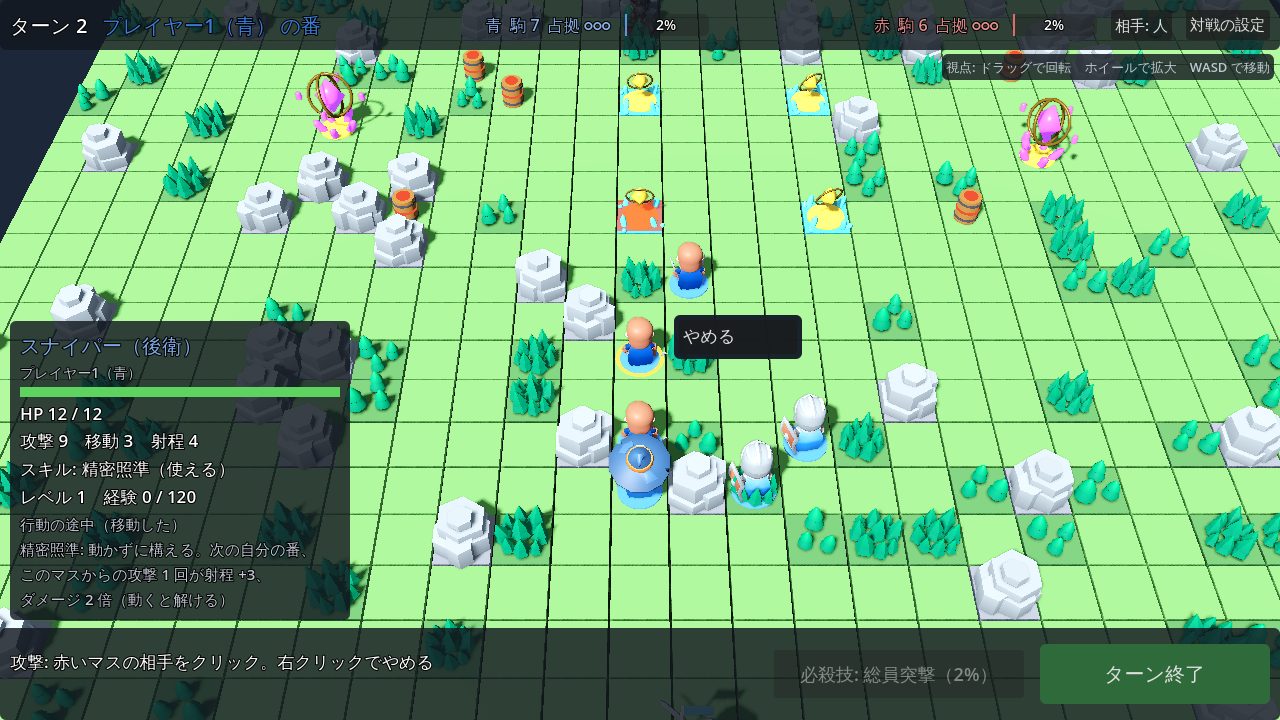 ターン 2 プレイヤー1（青） の番 青 駒 7 占拠 ○○○ 2% 赤 駒 6 占拠 ○○○ 2% 相手: 人 対戦の設定
視点: ドラッグで回転 ホイールで拡大 WASD で移動
やめる
スナイパー（後衛）
プレイヤー1（青）
HP 12 / 12
攻撃 9 移動 3 射程 4
スキル: 精密照準（使える）
レベル 1 経験 0 / 120
行動の途中（移動した）
精密照準: 動かずに構える。次の自分の番、
このマスからの攻撃 1 回が射程 +3、
ダメージ 2 倍（動くと解ける）
攻撃: 赤いマスの相手をクリック。右クリックでやめる
必殺技: 総員突撃（2%）
ターン終了